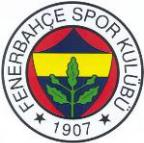 ★ FENERBAHÇE SPOR KULÜBÜ ★
1907